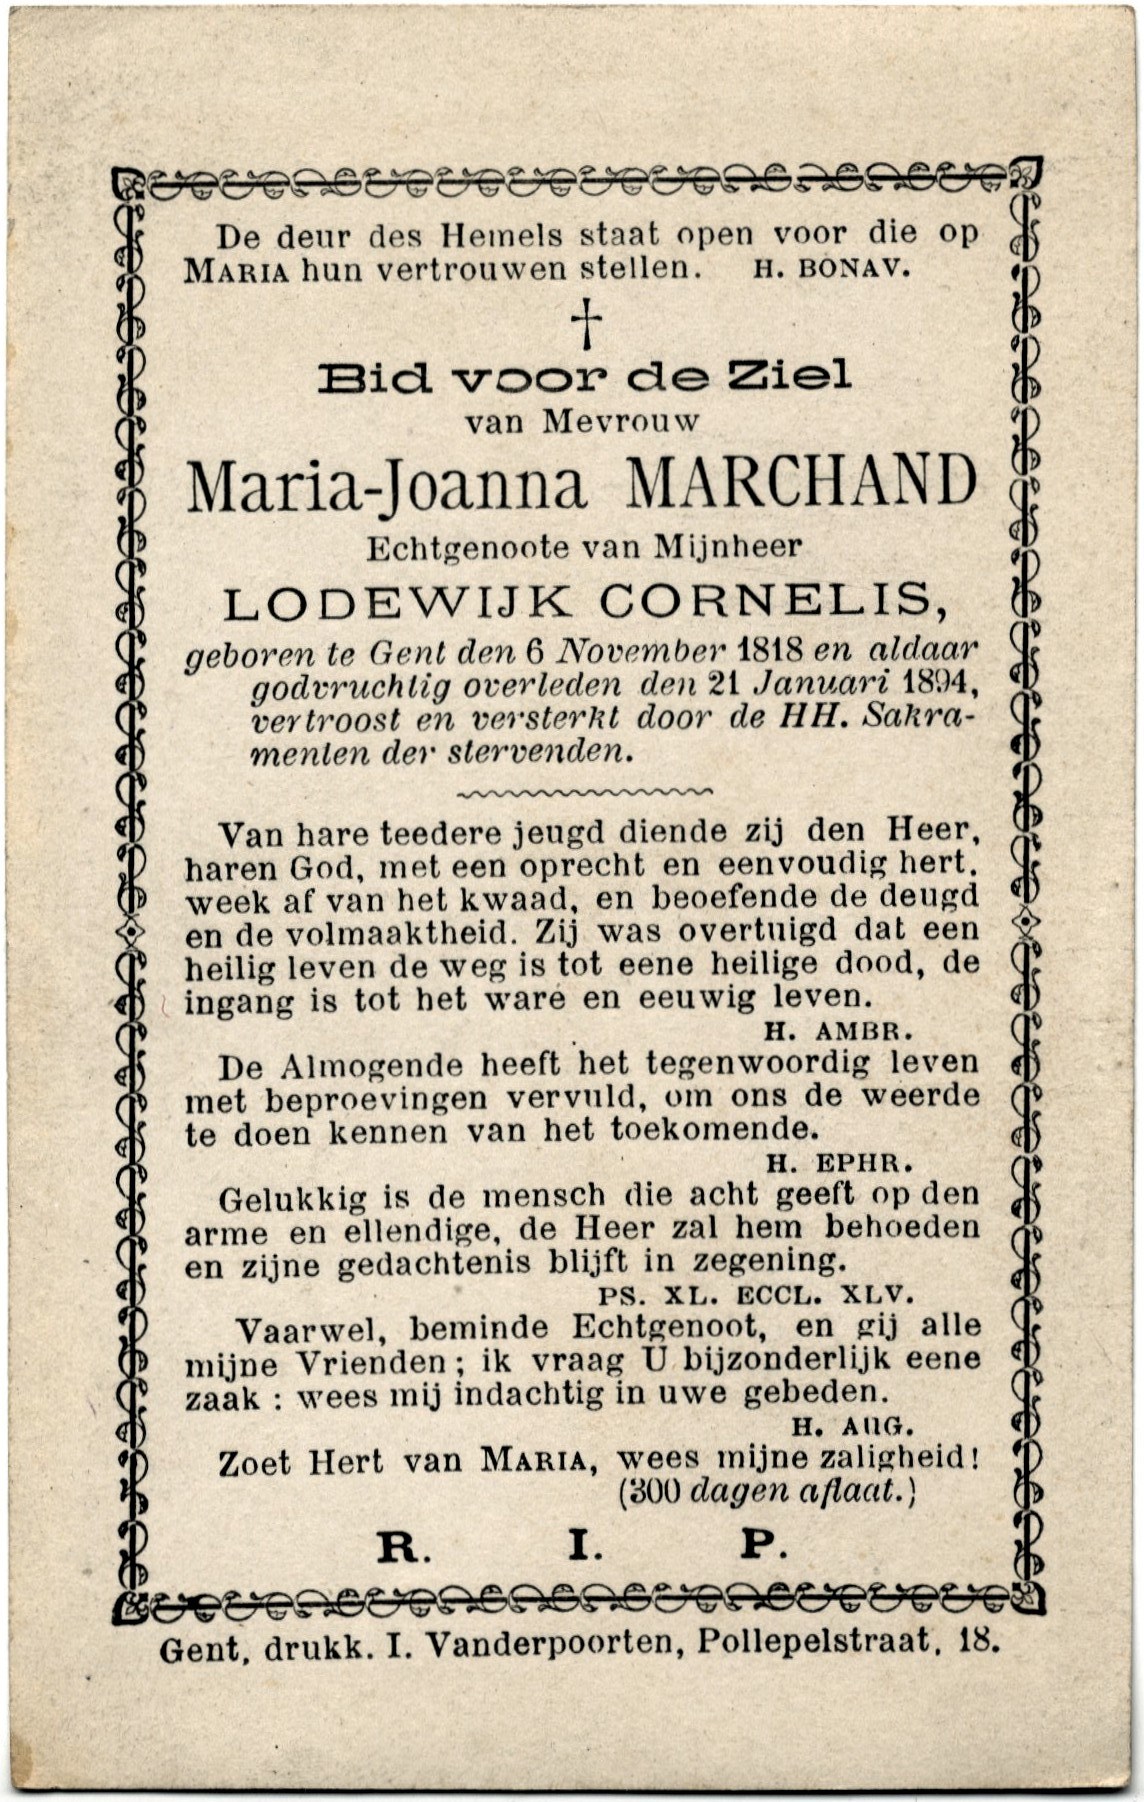 De deur des Hemels staat open voor die op
MARIA hun vertrouwen stellen. H. BONAV.
†
Bid voor de Ziel
van Mevrouw
Maria-Joanna MARCHAND
Echtgenoote van Mijnheer
LODEWIJK CORNELIS,
geboren te Gent den 6 November 1818 en aldaar
godvruchtig overleden den 21 Januari 1894,
vertroost en versterkt door de HH. Sakra-
menten der stervenden.
Van hare teedere jeugd diende zij den Heer,
haren God, met een oprecht en eenvoudig hert,
week af van het kwaad, en beoefende de deugd
en de volmaaktheid. Zij was overtuigd dat een
heilig leven de weg is tot eene heilige dood, de
ingang is tot het ware en eeuwig leven.
H. AMBR.
De Almogende heeft het tegenwoordig leven
met beproevingen vervuld, om ons de weerde
te doen kennen van het toekomende.
H. EPHR.
Gelukkig is de mensch die acht geeft op den
arme en ellendige, de Heer zal hem behoeden
en zijne gedachtenis blijft in zegening.
PS. XL. ECCL. XLV.
Vaarwel, beminde Echtgenoot, en gij alle
mijne Vrienden; ik vraag U bijzonderlijk eene
zaak : wees mij indachtig in uwe gebeden.
H. AUG.
Zoet Hert van MARIA, wees mijne zaligheid!
(300 dagen aflaat.)
R. I. P.
Gent, drukk. I. Vanderpoorten, Pollepelstraat, 18.